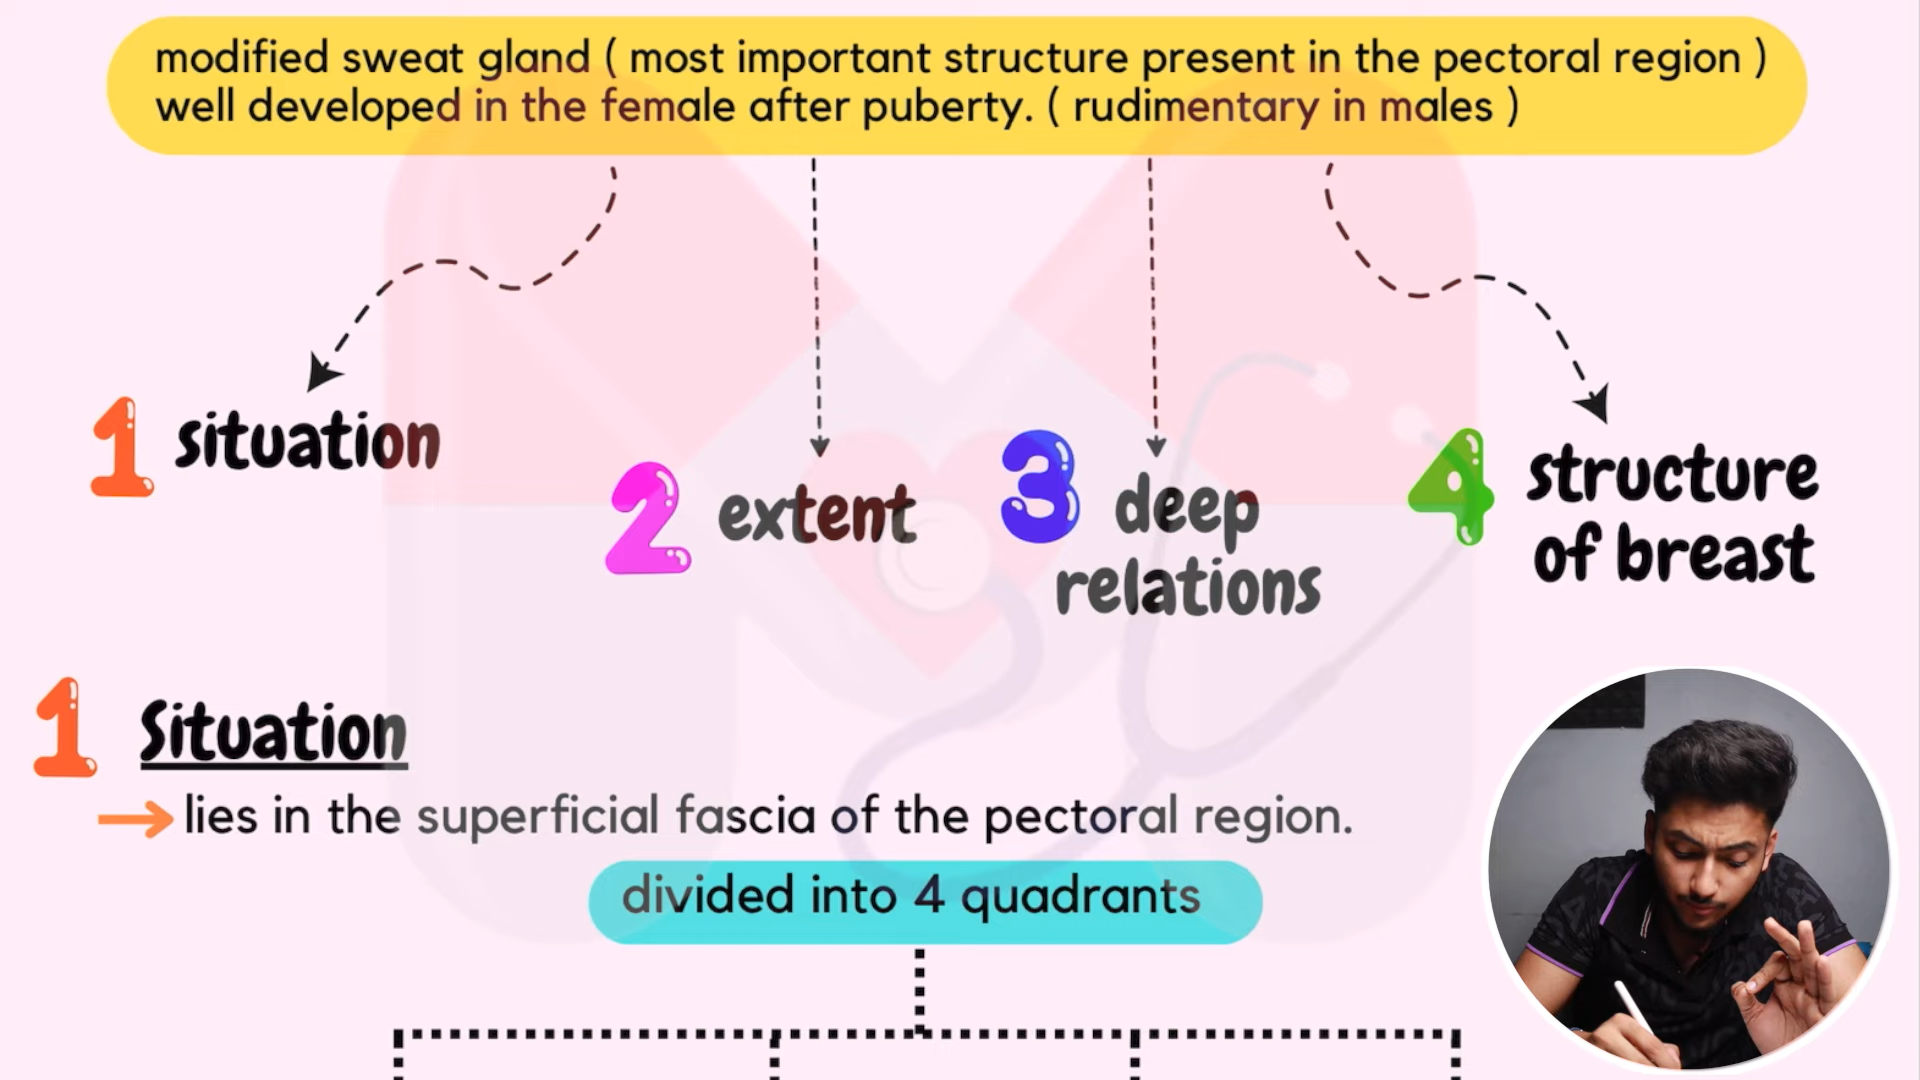 modified sweat gland ( most important structure present in the pectoral region )
well developed in the female after puberty. ( rudimentary in males )
1 situation
2 extent
3 deep
relations
4 structure
of breast
1 Situation
→ lies in the superficial fascia of the pectoral region.
divided into 4 quadrants